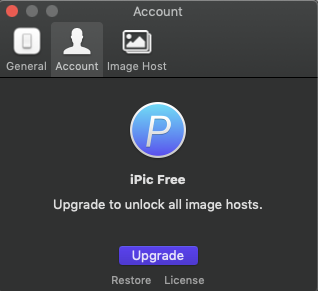 Account
General Account Image Host
P
iPic Free
Upgrade to unlock all image hosts.
Upgrade
Restore License